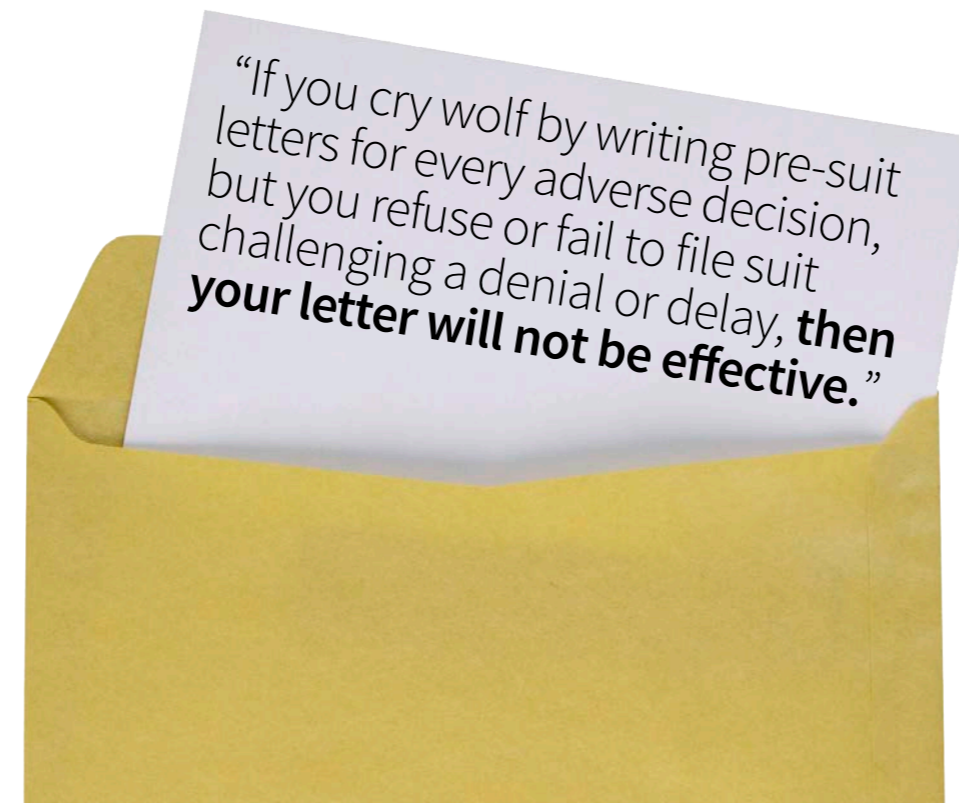 “If you cry wolf by writing pre-suit
letters for every adverse decision,
but you refuse or fail to file suit
challenging a denial or delay, then
your letter will not be effective.”